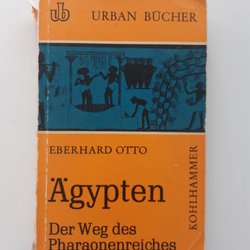 ub
URBAN BÜCHER
EBERHARD OTTO
Ägypten
Der Weg des
Pharaonenreiches
KOHLHAMMER